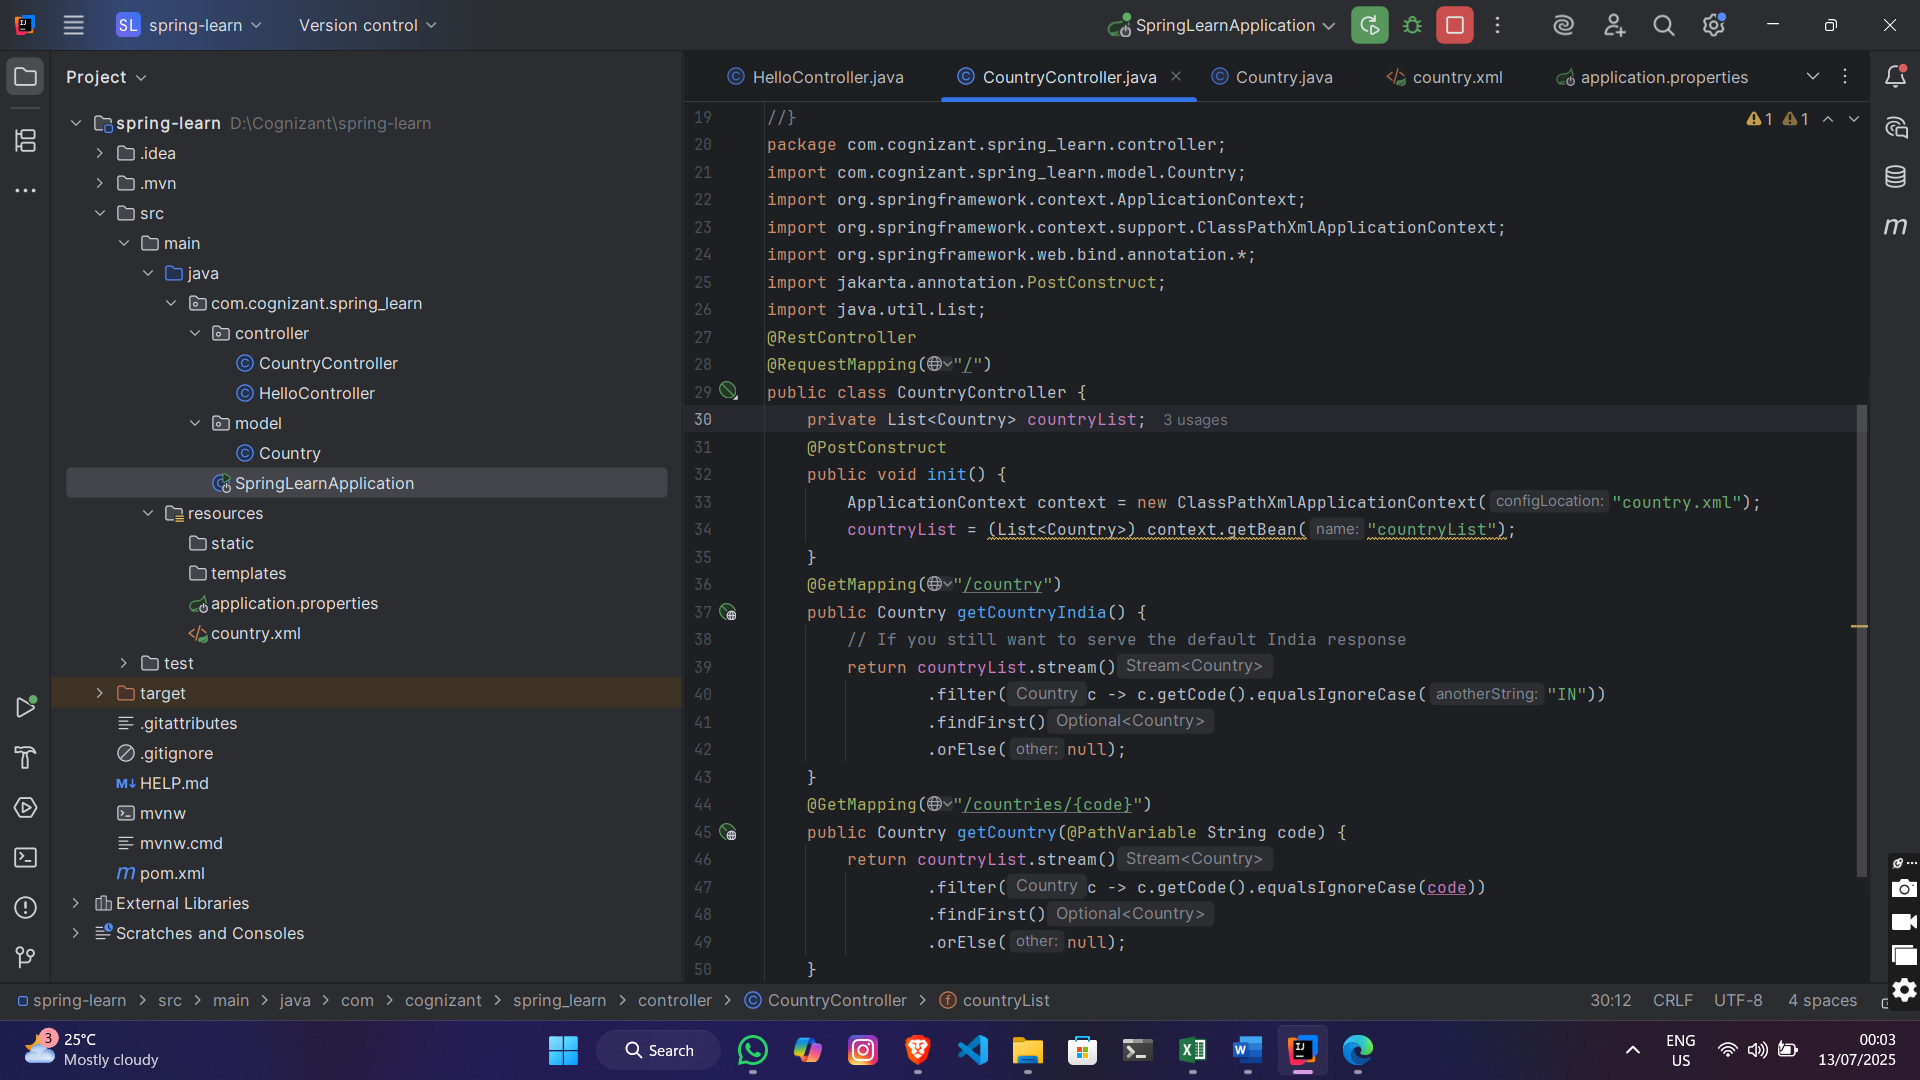 SL spring-learn Version control SpringLearnApplication
Project
HelloController.java CountryController.java Country.java country.xml application.properties
spring-learn D:\Cognizant\spring-learn
.idea
.mvn
src
main
java
com.cognizant.spring_learn
controller
CountryController
HelloController
model
Country
SpringLearnApplication
resources
static
templates
application.properties
country.xml
test
target
.gitattributes
.gitignore
M↓ HELP.md
mvnw
mvnw.cmd
m pom.xml
External Libraries
Scratches and Consoles
1 1
19 //}
20 package com.cognizant.spring_learn.controller;
21 import com.cognizant.spring_learn.model.Country;
22 import org.springframework.context.ApplicationContext;
23 import org.springframework.context.support.ClassPathXmlApplicationContext;
24 import org.springframework.web.bind.annotation.*;
25 import jakarta.annotation.PostConstruct;
26 import java.util.List;
27 @RestController
28 @RequestMapping("/")
29 public class CountryController {
30 private List<Country> countryList; 3 usages
31 @PostConstruct
32 public void init() {
33 ApplicationContext context = new ClassPathXmlApplicationContext( configLocation: "country.xml");
34 countryList = (List<Country>) context.getBean( name: "countryList");
35 }
36 @GetMapping("/country")
37 public Country getCountryIndia() {
38 // If you still want to serve the default India response
39 return countryList.stream() Stream<Country>
40 .filter( Country c -> c.getCode().equalsIgnoreCase( anotherString: "IN"))
41 .findFirst() Optional<Country>
42 .orElse( other: null);
43 }
44 @GetMapping("/countries/{code}")
45 public Country getCountry(@PathVariable String code) {
46 return countryList.stream() Stream<Country>
47 .filter( Country c -> c.getCode().equalsIgnoreCase(code))
48 .findFirst() Optional<Country>
49 .orElse( other: null);
50 }
m
spring-learn > src > main > java > com > cognizant > spring_learn > controller > CountryController > countryList 30:12 CRLF UTF-8 4 spaces
3 25°C
Mostly cloudy
Search
ENG
US
00:03
13/07/2025